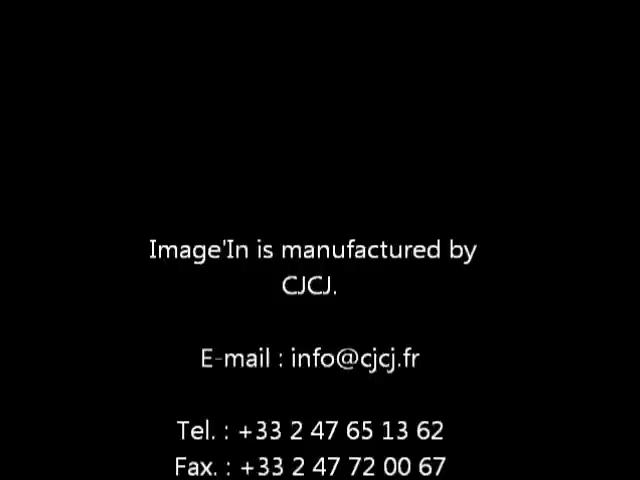 Image'In is manufactured by
CJCJ.
E-mail : info@cjcj.fr
Tel. : +33 2 47 65 13 62
Fax. : +33 2 47 72 00 67